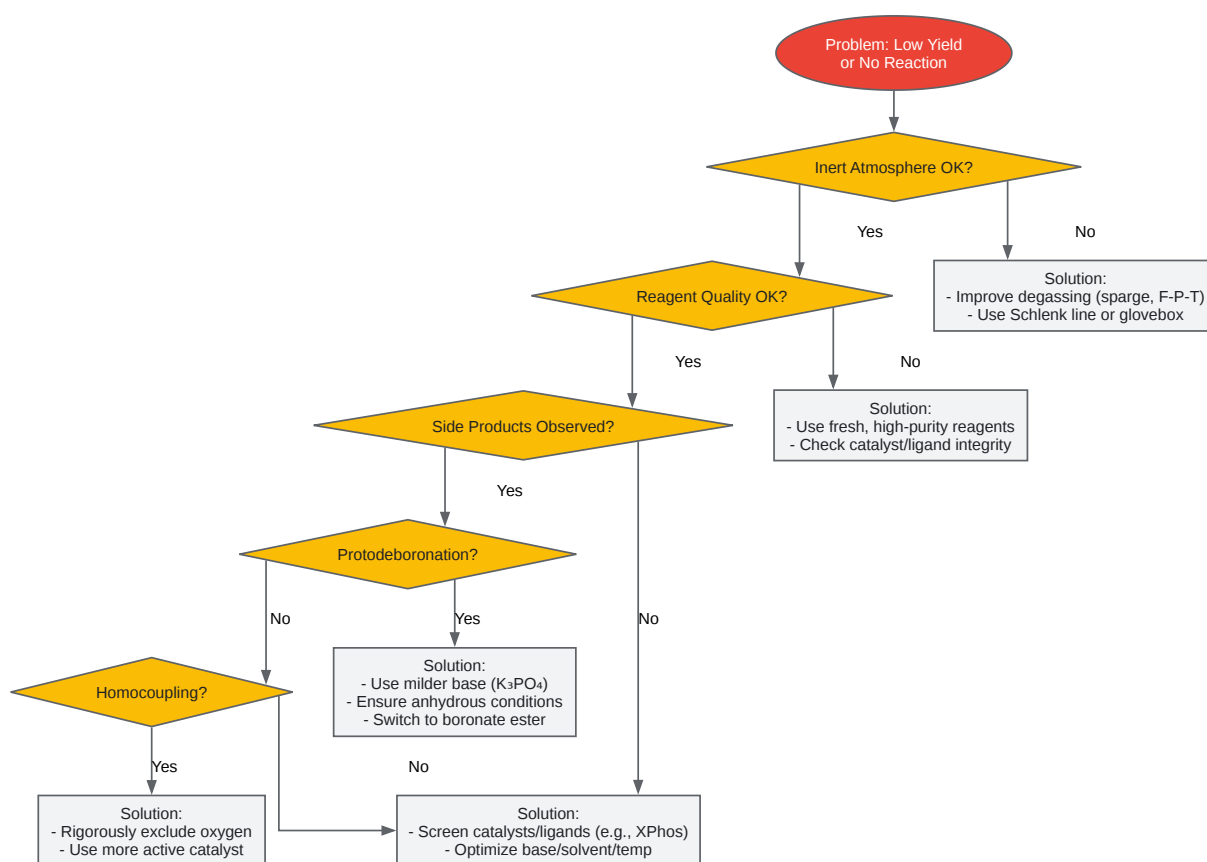 Problem: Low Yield
or No Reaction
Inert Atmosphere OK?
Yes
No
Reagent Quality OK?
Solution:
- Improve degassing (sparge, F-P-T)
- Use Schlenk line or glovebox
Yes
No
Side Products Observed?
Solution:
- Use fresh, high-purity reagents
- Check catalyst/ligand integrity
Yes
Protodeboronation?
No
Yes
No
Homocoupling?
Solution:
- Use milder base (K₃PO₄)
- Ensure anhydrous conditions
- Switch to boronate ester
Yes
No
Solution:
- Rigorously exclude oxygen
- Use more active catalyst
Solution:
- Screen catalysts/ligands (e.g., XPhos)
- Optimize base/solvent/temp